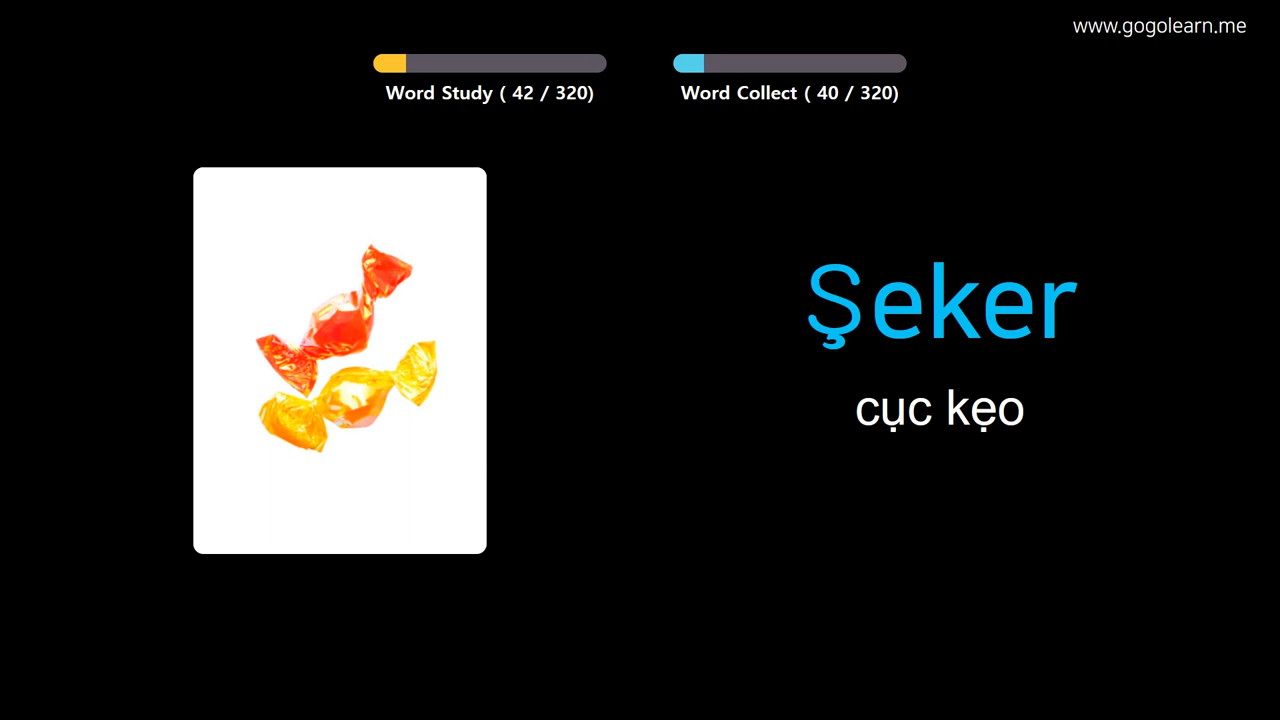 www.gogolearn.me
Word Study ( 42 / 320)
Word Collect ( 40 / 320)
Şeker
cục kẹo